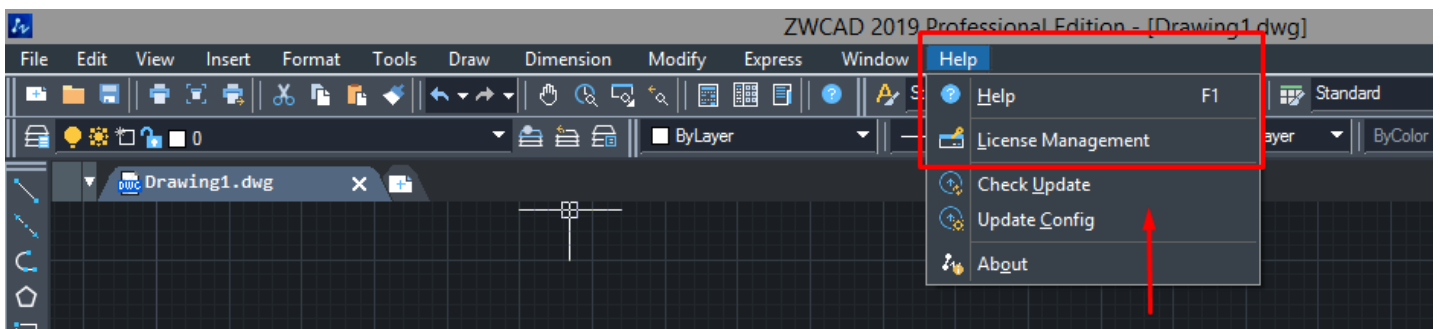 ZWCAD 2019 Professional Edition - [Drawing1.dwg]
File Edit View Insert Format Tools Draw Dimension Modify Express Window Help
Help F1
Standard
0 ByLayer
License Management
ByColor
DWG Drawing1.dwg
Check Update
Update Config
About